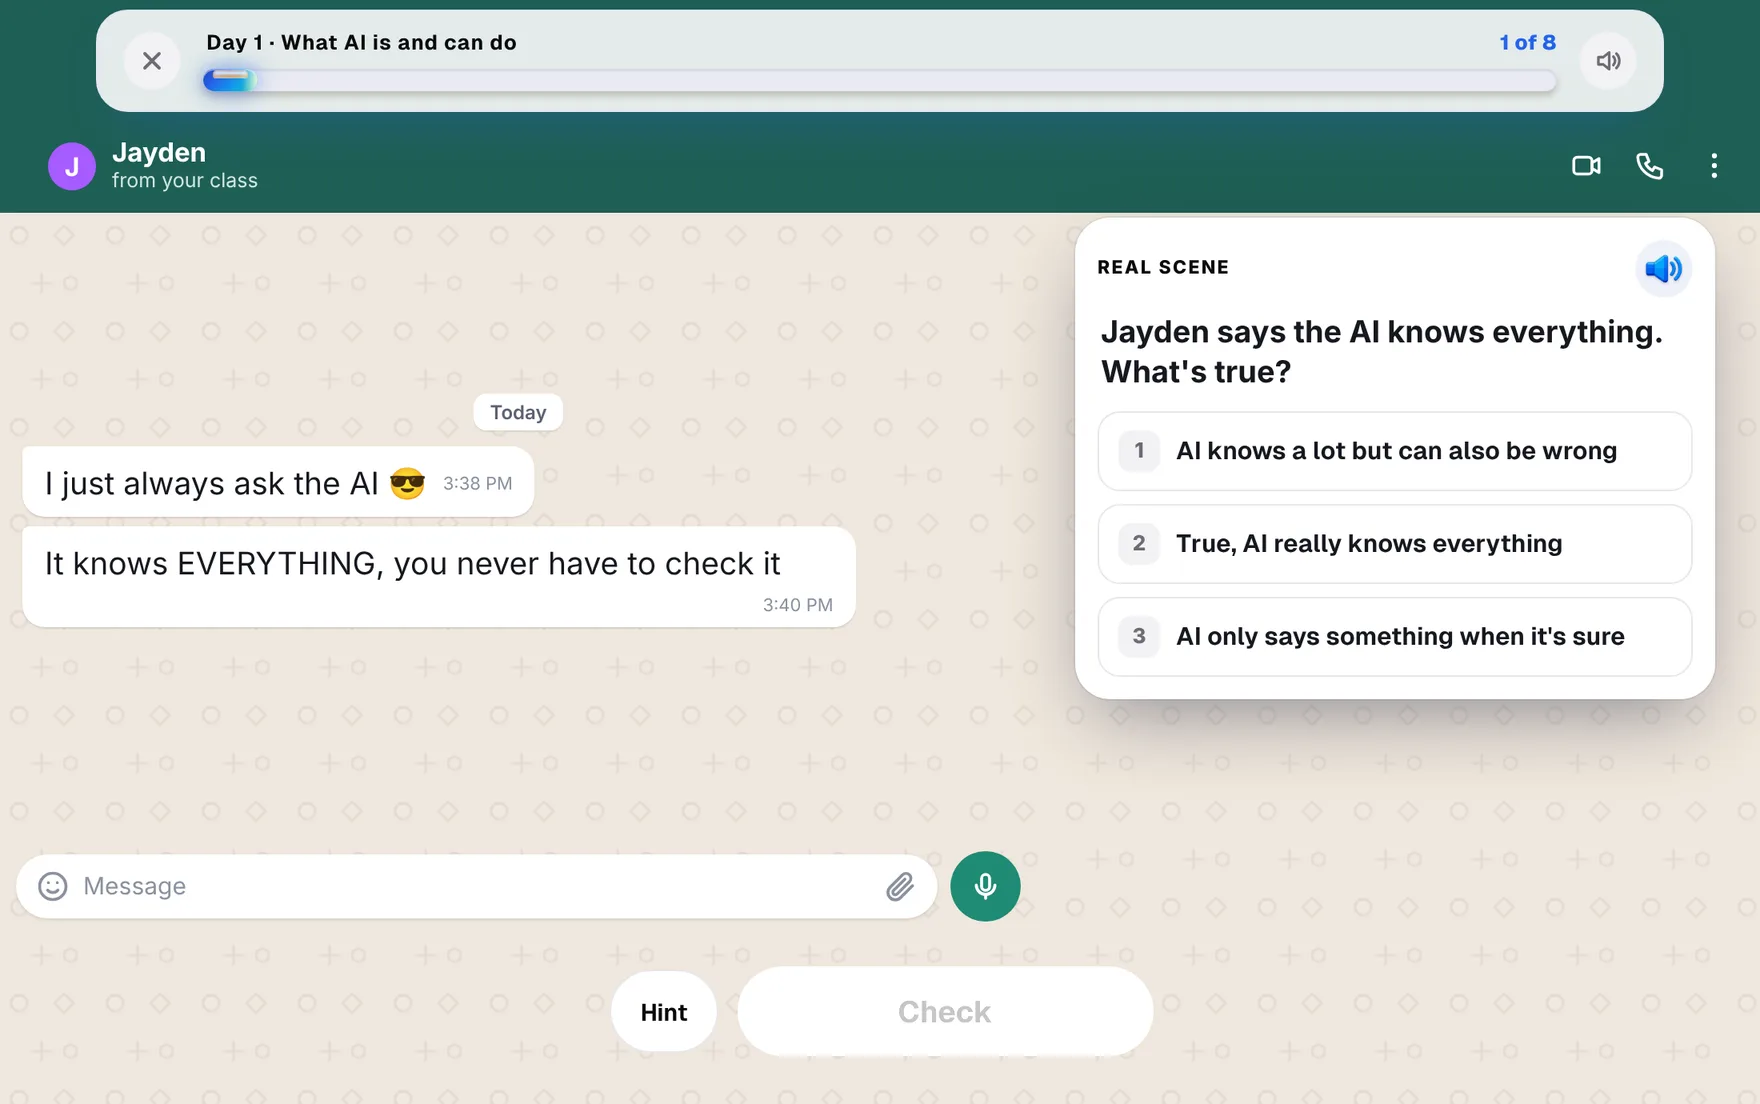 Day 1 · What AI is and can do
1 of 8
J
Jayden
from your class
Today
I just always ask the AI 😎 3:38 PM
It knows EVERYTHING, you never have to check it
3:40 PM
REAL SCENE
Jayden says the AI knows everything.
What's true?
1 AI knows a lot but can also be wrong
2 True, AI really knows everything
3 AI only says something when it's sure
Message
Hint
Check